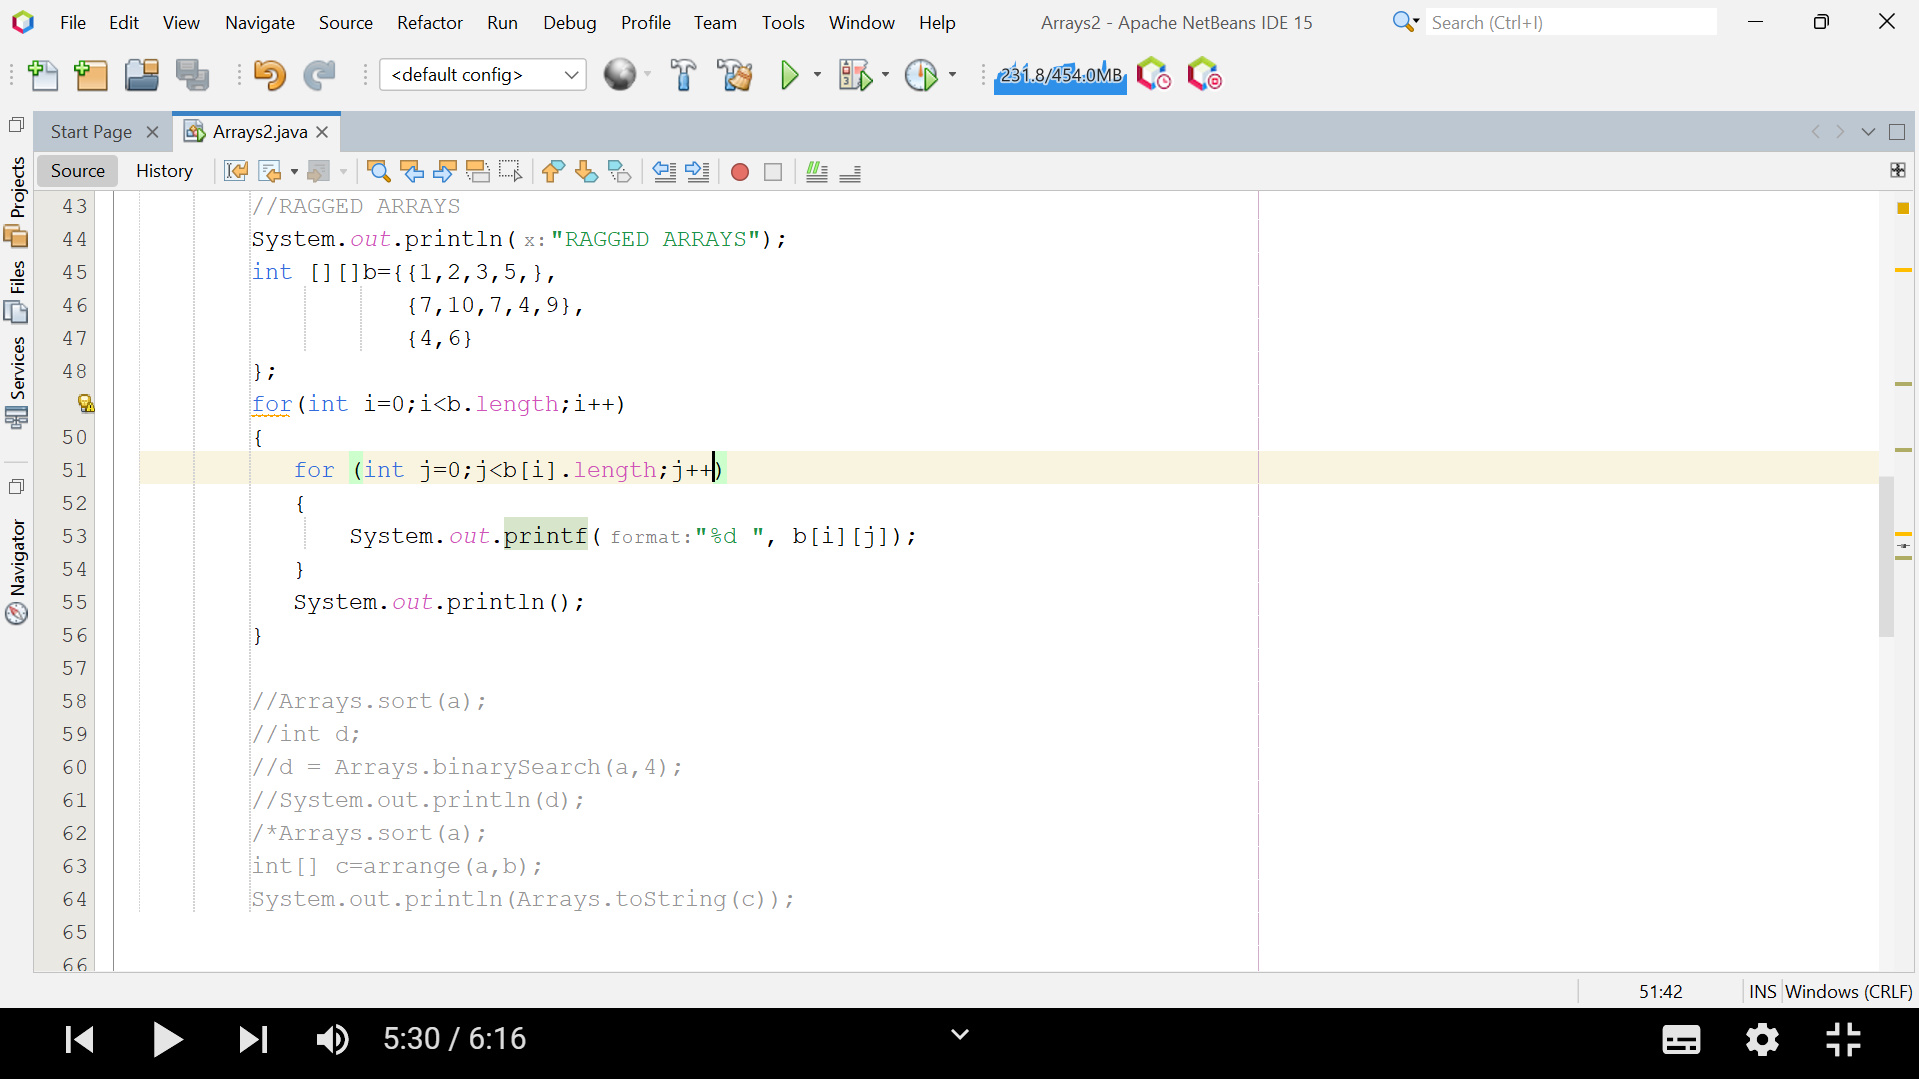 File Edit View Navigate Source Refactor Run Debug Profile Team Tools Window Help Arrays2 - Apache NetBeans IDE 15 Search (Ctrl+I)
<default config> 231.8/454.0MB
Start Page Arrays2.java
Source History
Projects
Files
Services
Navigator
43 //RAGGED ARRAYS
44 System.out.println( x:"RAGGED ARRAYS");
45 int [][]b={{1,2,3,5,},
46 {7,10,7,4,9},
47 {4,6}
48 };
for(int i=0;i<b.length;i++)
50 {
51 for (int j=0;j<b[i].length;j++)
52 {
53 System.out.printf( format:"%d ", b[i][j]);
54 }
55 System.out.println();
56 }
57
58 //Arrays.sort(a);
59 //int d;
60 //d = Arrays.binarySearch(a,4);
61 //System.out.println(d);
62 /*Arrays.sort(a);
63 int[] c=arrange(a,b);
64 System.out.println(Arrays.toString(c));
65
66
51:42 INS Windows (CRLF)
5:30 / 6:16